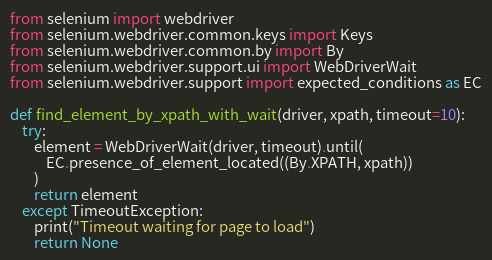 from selenium import webdriver
from selenium.webdriver.common.keys import Keys
from selenium.webdriver.common.by import By
from selenium.webdriver.support.ui import WebDriverWait
from selenium.webdriver.support import expected_conditions as EC

def find_element_by_xpath_with_wait(driver, xpath, timeout=10):
    try:
        element = WebDriverWait(driver, timeout).until(
            EC.presence_of_element_located((By.XPATH, xpath))
        )
        return element
    except TimeoutException:
        print("Timeout waiting for page to load")
        return None